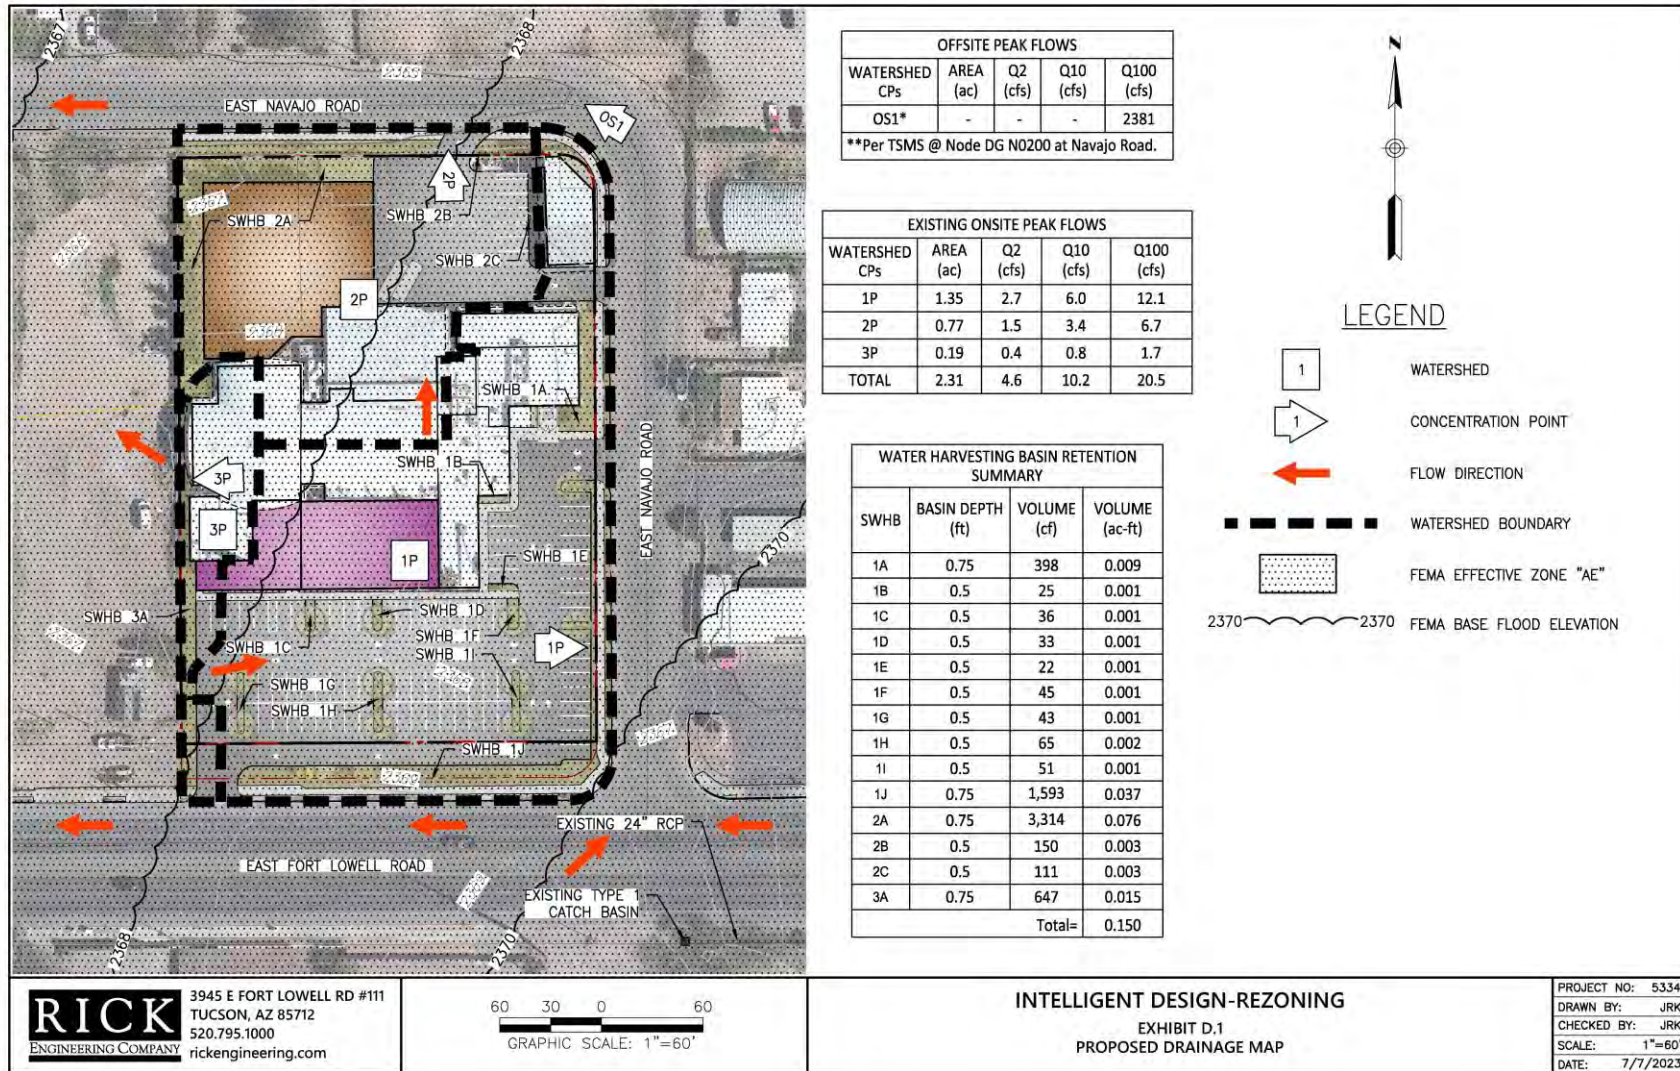 2367
2368
2366
EAST NAVAJO ROAD
OS1
2P
SWHB 2A
SWHB 2B
2367
2366
SWHB 2C
2P
2368
SWHB 1A
EAST NAVAJO ROAD
3P
SWHB 1B
3P
1P
SWHB 1E
2370
SWHB 3A
SWHB 1D
SWHB 1F
SWHB 1C
SWHB 1I
1P
SWHB 1G
SWHB 1H
SWHB 1J
EXISTING 24" RCP
EAST FORT LOWELL ROAD
EXISTING TYPE 1
CATCH BASIN
2368
2370
OFFSITE PEAK FLOWS
WATERSHED CPs AREA (ac) Q2 (cfs) Q10 (cfs) Q100 (cfs)
OS1* - - - 2381
**Per TSMS @ Node DG N0200 at Navajo Road.
EXISTING ONSITE PEAK FLOWS
WATERSHED CPs AREA (ac) Q2 (cfs) Q10 (cfs) Q100 (cfs)
1P 1.35 2.7 6.0 12.1
2P 0.77 1.5 3.4 6.7
3P 0.19 0.4 0.8 1.7
TOTAL 2.31 4.6 10.2 20.5
WATER HARVESTING BASIN RETENTION
SUMMARY
SWHB BASIN DEPTH (ft) VOLUME (cf) VOLUME (ac-ft)
1A 0.75 398 0.009
1B 0.5 25 0.001
1C 0.5 36 0.001
1D 0.5 33 0.001
1E 0.5 22 0.001
1F 0.5 45 0.001
1G 0.5 43 0.001
1H 0.5 65 0.002
1I 0.5 51 0.001
1J 0.75 1,593 0.037
2A 0.75 3,314 0.076
2B 0.5 150 0.003
2C 0.5 111 0.003
3A 0.75 647 0.015
Total= 0.150
N
LEGEND
1 WATERSHED
1 CONCENTRATION POINT
FLOW DIRECTION
WATERSHED BOUNDARY
FEMA EFFECTIVE ZONE "AE"
2370 2370 FEMA BASE FLOOD ELEVATION
RICK
ENGINEERING COMPANY
3945 E FORT LOWELL RD #111
TUCSON, AZ 85712
520.795.1000
rickengineering.com
60 30 0 60
GRAPHIC SCALE: 1"=60'
INTELLIGENT DESIGN-REZONING
EXHIBIT D.1
PROPOSED DRAINAGE MAP
PROJECT NO: 5334
DRAWN BY: JRK
CHECKED BY: JRK
SCALE: 1"=60'
DATE: 7/7/2023